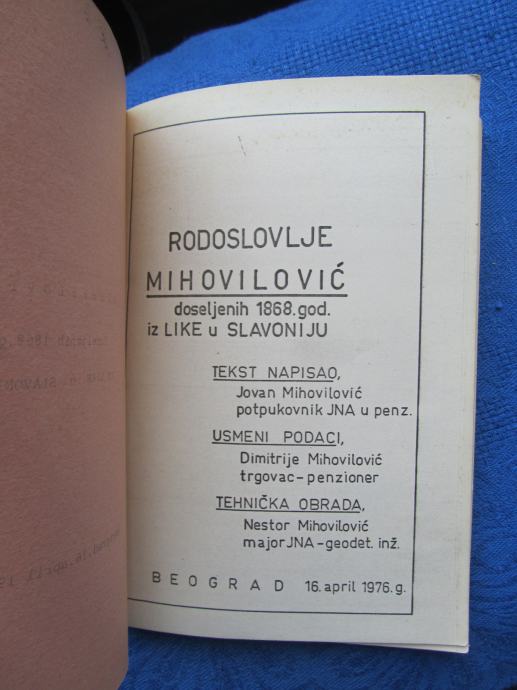 RODOSLOVLJE
MIHOVILOVIĆ
doseljenih 1868.god.
iz LIKE u SLAVONIJU
TEKST NAPISAO,
Jovan Mihovilović
potpukovnik JNA u penz.
USMENI PODACI,
Dimitrije Mihovilović
trgovac-penzioner
TEHNIČKA OBRADA,
Nestor Mihovilović
major JNA-geodet. inž.
BEOGRAD 16.april 1976.g.